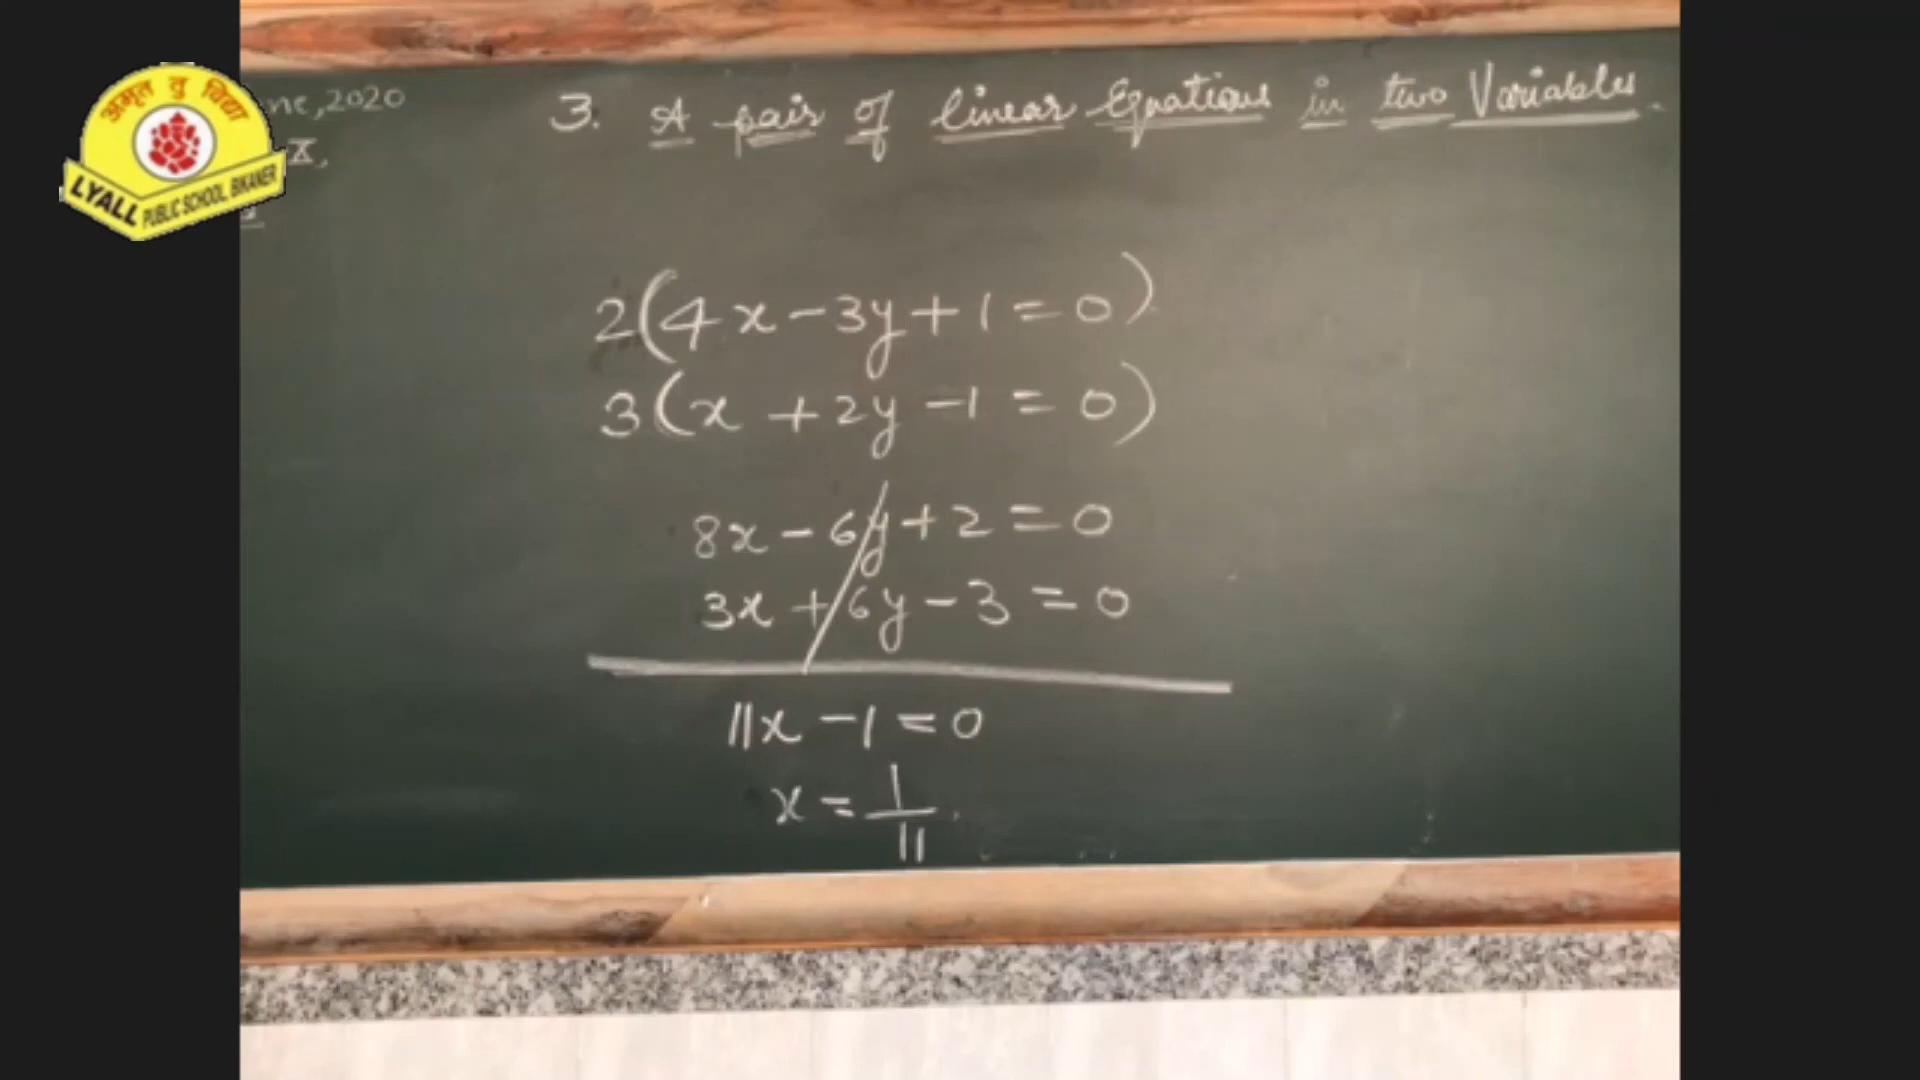 अमृतं तु विद्या
LYALL PUBLIC SCHOOL, BIKANER
ne, 2020
X,
3. A pair of linear Equations in two Variables.
2(4x - 3y + 1 = 0)
3(x + 2y - 1 = 0)
8x - 6y + 2 = 0
3x + 6y - 3 = 0
11x - 1 = 0
x = 1/11